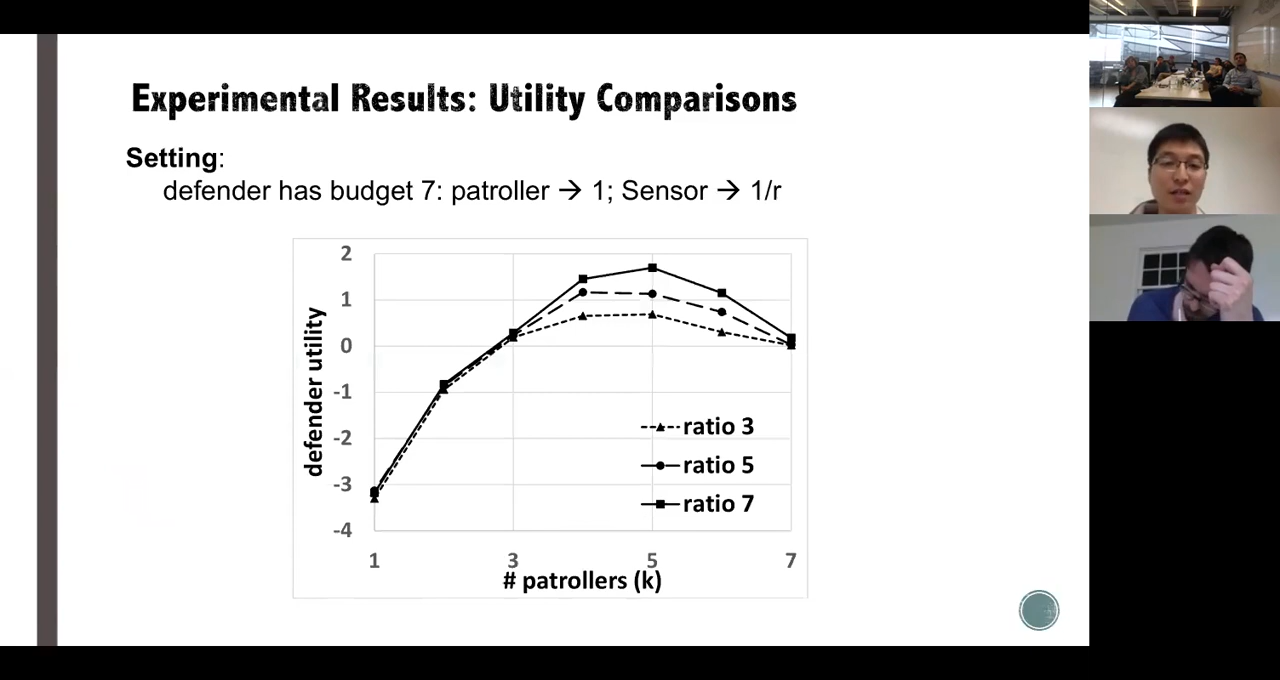 Experimental Results: Utility Comparisons
Setting:
defender has budget 7: patroller → 1; Sensor → 1/r
2
1
0
-1
-2
-3
-4
defender utility
ratio 3
ratio 5
ratio 7
1 3 5 7
# patrollers (k)